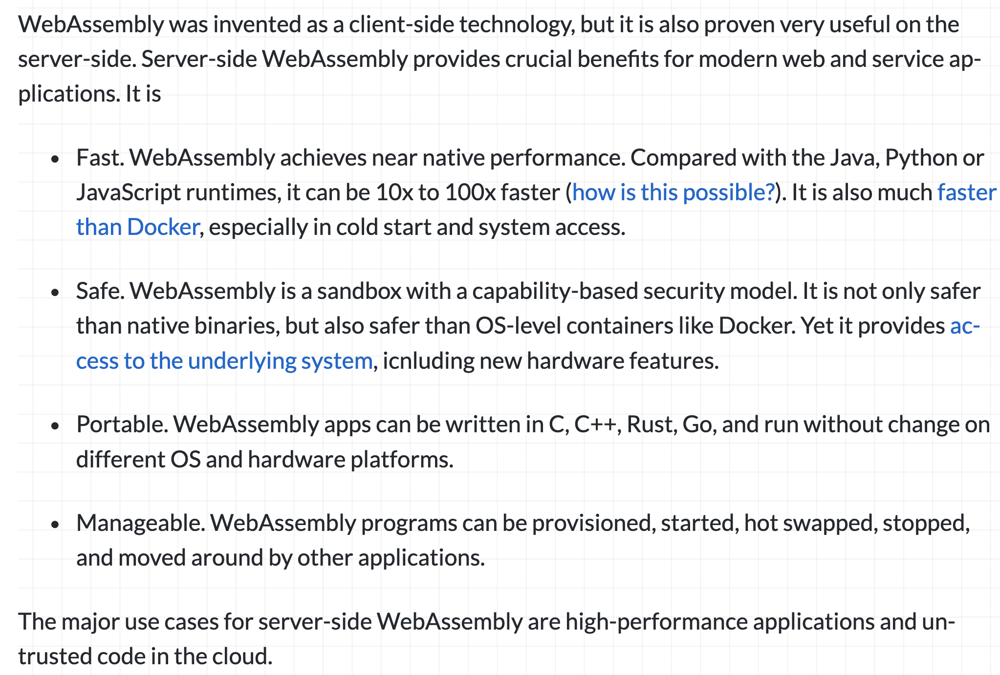 WebAssembly was invented as a client-side technology, but it is also proven very useful on the
server-side. Server-side WebAssembly provides crucial benefits for modern web and service ap-
plications. It is
• Fast. WebAssembly achieves near native performance. Compared with the Java, Python or
JavaScript runtimes, it can be 10x to 100x faster (how is this possible?). It is also much faster
than Docker, especially in cold start and system access.
• Safe. WebAssembly is a sandbox with a capability-based security model. It is not only safer
than native binaries, but also safer than OS-level containers like Docker. Yet it provides ac-
cess to the underlying system, icnluding new hardware features.
• Portable. WebAssembly apps can be written in C, C++, Rust, Go, and run without change on
different OS and hardware platforms.
• Manageable. WebAssembly programs can be provisioned, started, hot swapped, stopped,
and moved around by other applications.
The major use cases for server-side WebAssembly are high-performance applications and un-
trusted code in the cloud.